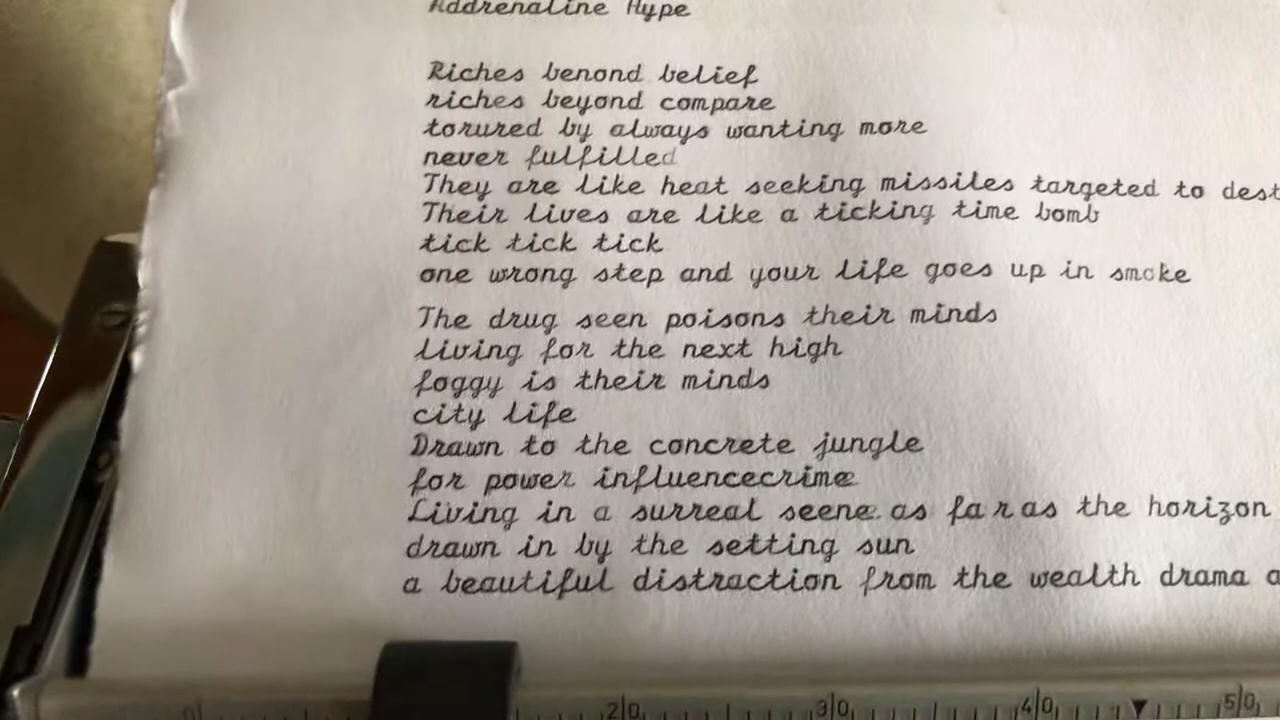 Addrenaline Hype
Riches benond belief
riches beyond compare
torured by always wanting more
never fulfilled
They are like heat seeking missiles targeted to
Their lives are like a ticking time bomb
tick tick tick
one wrong step and your life goes up in smoke
The drug seen poisons their minds
living for the next high
foggy is their minds
city life
Drawn to the concrete jungle
for power influencecrime
Living in a surreal seene as far as the horizon
drawn in by the setting sun
a beautiful distraction from the wealth drama
20 30 40 50